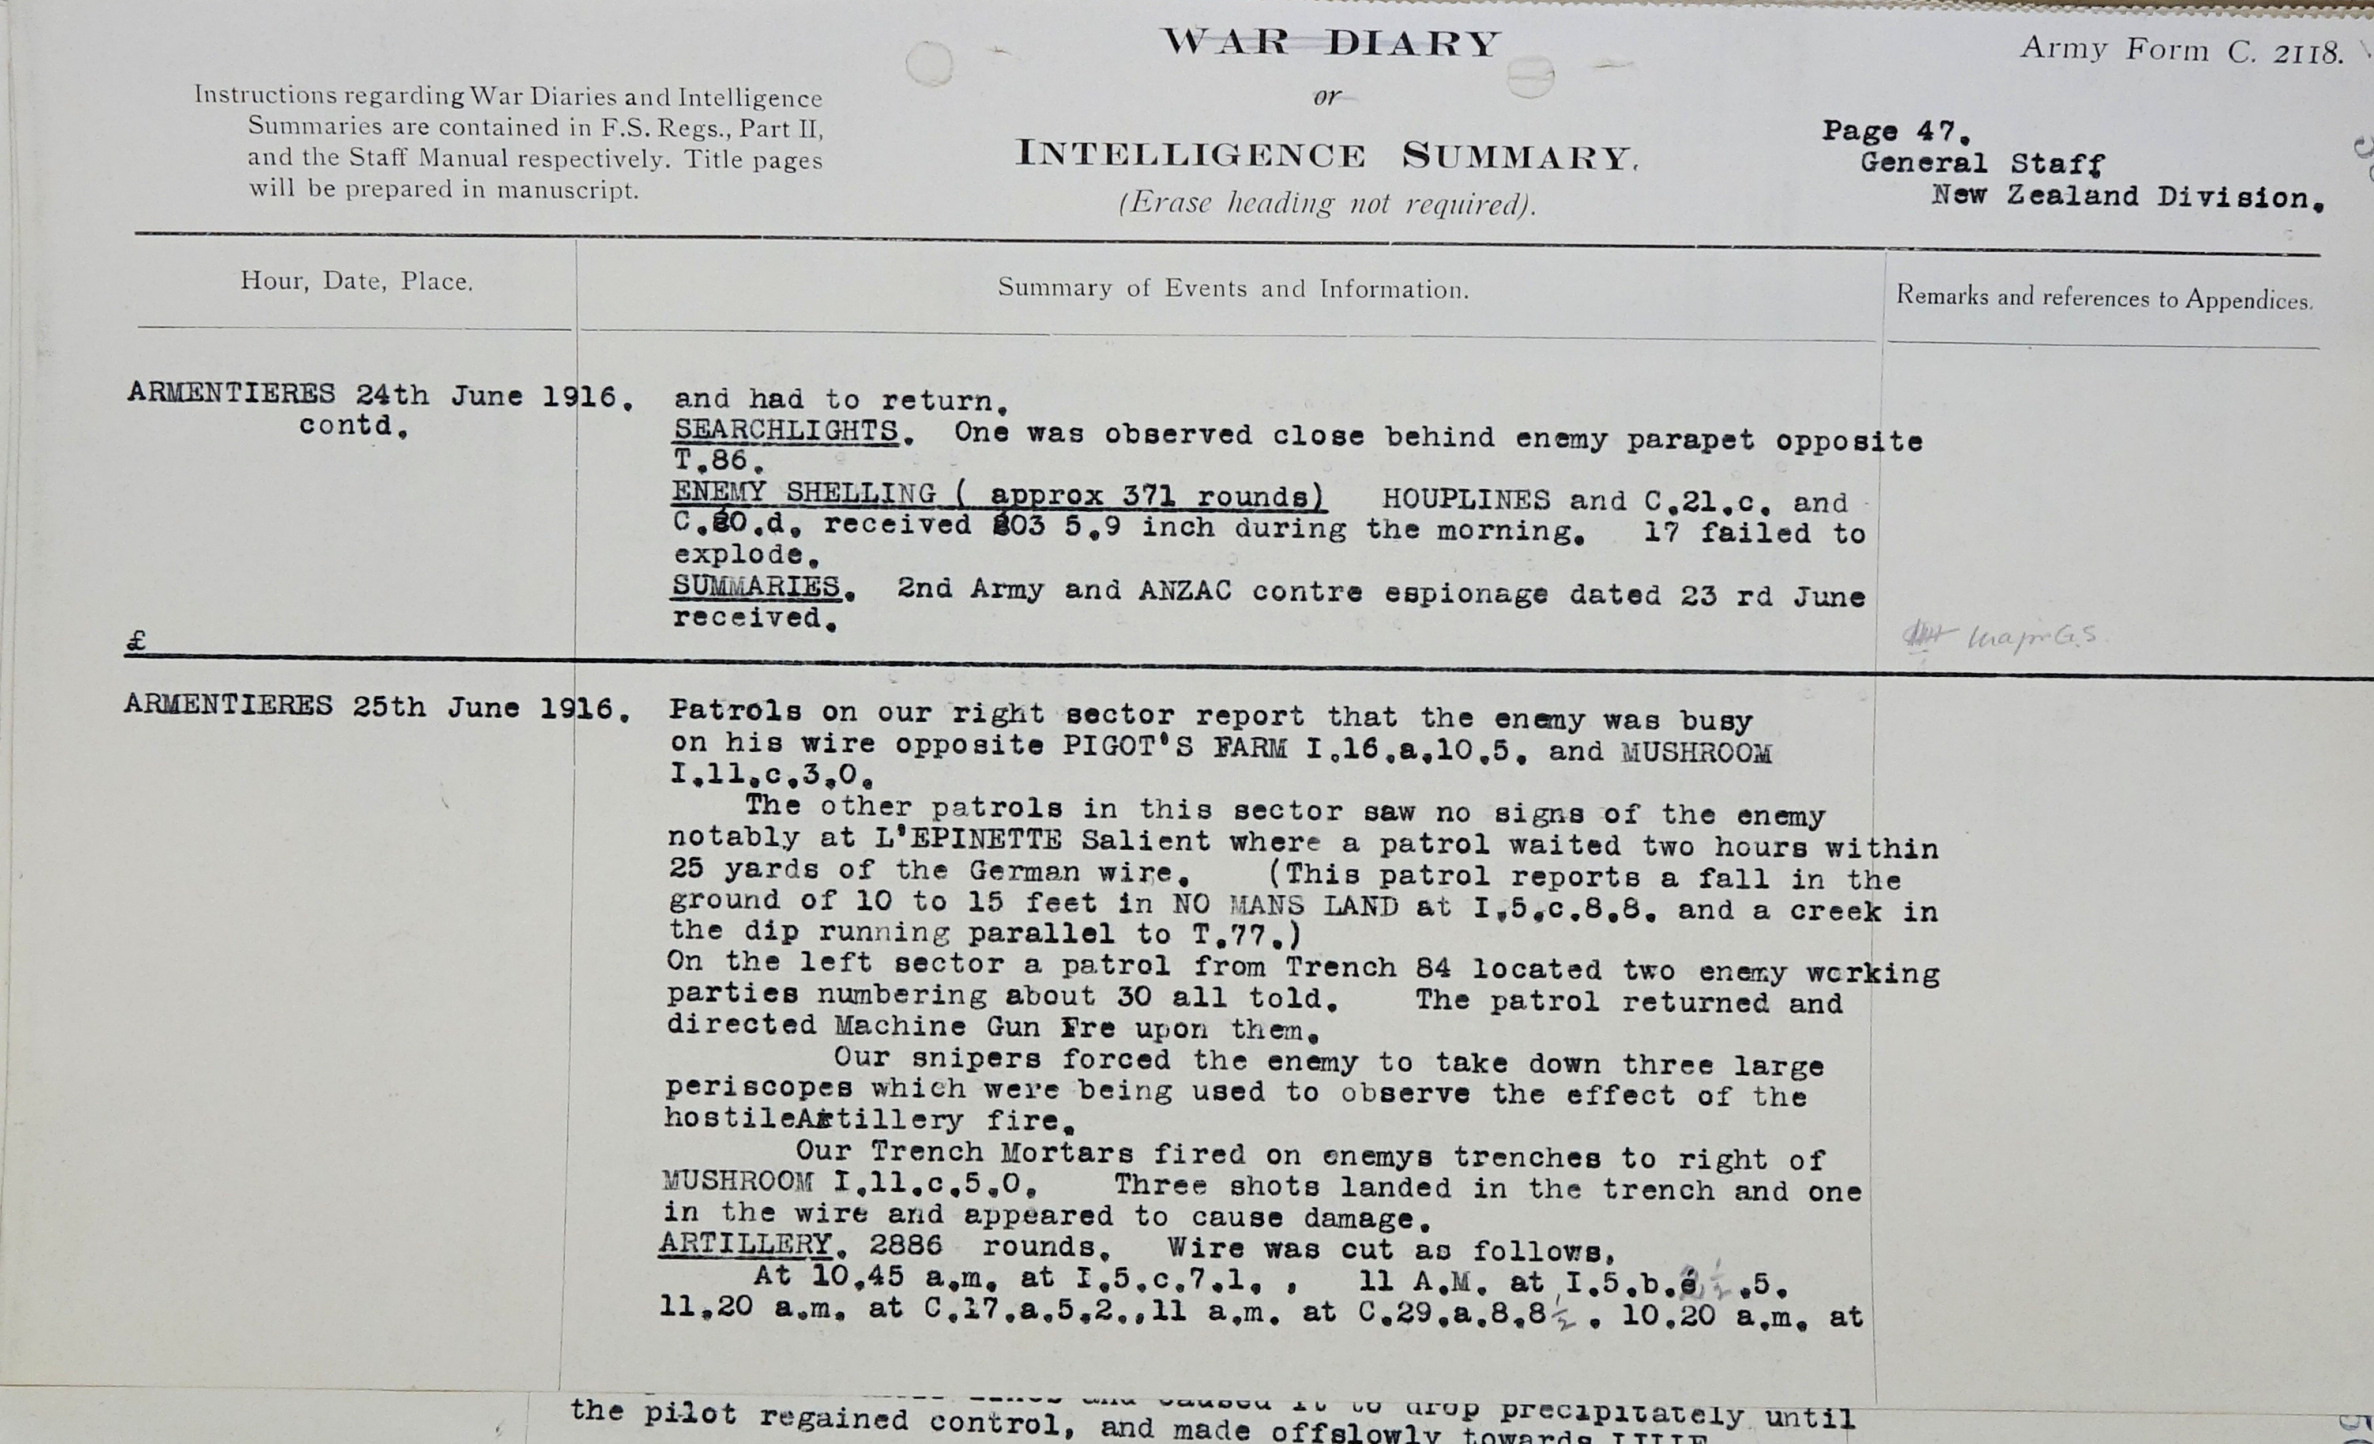 WAR DIARY
or
INTELLIGENCE SUMMARY.
(Erase heading not required).
Army Form C. 2118.
Instructions regarding War Diaries and Intelligence
Summaries are contained in F.S. Regs., Part II,
and the Staff Manual respectively. Title pages
will be prepared in manuscript.
Page 47.
General Staff
New Zealand Division.
Hour, Date, Place.
Summary of Events and Information.
Remarks and references to Appendices.
ARMENTIERES 24th June 1916.
contd.
and had to return.
SEARCHLIGHTS. One was observed close behind enemy parapet opposite
T.86.
ENEMY SHELLING ( approx 371 rounds) HOUPLINES and C.21.c. and
C.20.d. received 203 5.9 inch during the morning. 17 failed to
explode.
SUMMARIES. 2nd Army and ANZAC contre espionage dated 23 rd June
received.
£
Major G.S.
ARMENTIERES 25th June 1916.
Patrols on our right sector report that the enemy was busy
on his wire opposite PIGOT'S FARM I.16.a.10.5. and MUSHROOM
I.11.c.3.0.
The other patrols in this sector saw no signs of the enemy
notably at L'EPINETTE Salient where a patrol waited two hours within
25 yards of the German wire. (This patrol reports a fall in the
ground of 10 to 15 feet in NO MANS LAND at I.5.c.8.8. and a creek in
the dip running parallel to T.77.)
On the left sector a patrol from Trench 84 located two enemy working
parties numbering about 30 all told. The patrol returned and
directed Machine Gun Fre upon them.
Our snipers forced the enemy to take down three large
periscopes which were being used to observe the effect of the
hostileArtillery fire.
Our Trench Mortars fired on enemys trenches to right of
MUSHROOM I.11.c.5.0. Three shots landed in the trench and one
in the wire and appeared to cause damage.
ARTILLERY. 2886 rounds. Wire was cut as follows.
At 10.45 a.m. at I.5.c.7.1. , 11 A.M. at I.5.b.2½.5.
11.20 a.m. at C.17.a.5.2.,11 a.m. at C.29.a.8.8½. 10.20 a.m. at
and caused it to drop precipitately until
the pilot regained control, and made offslowly towards LILLE